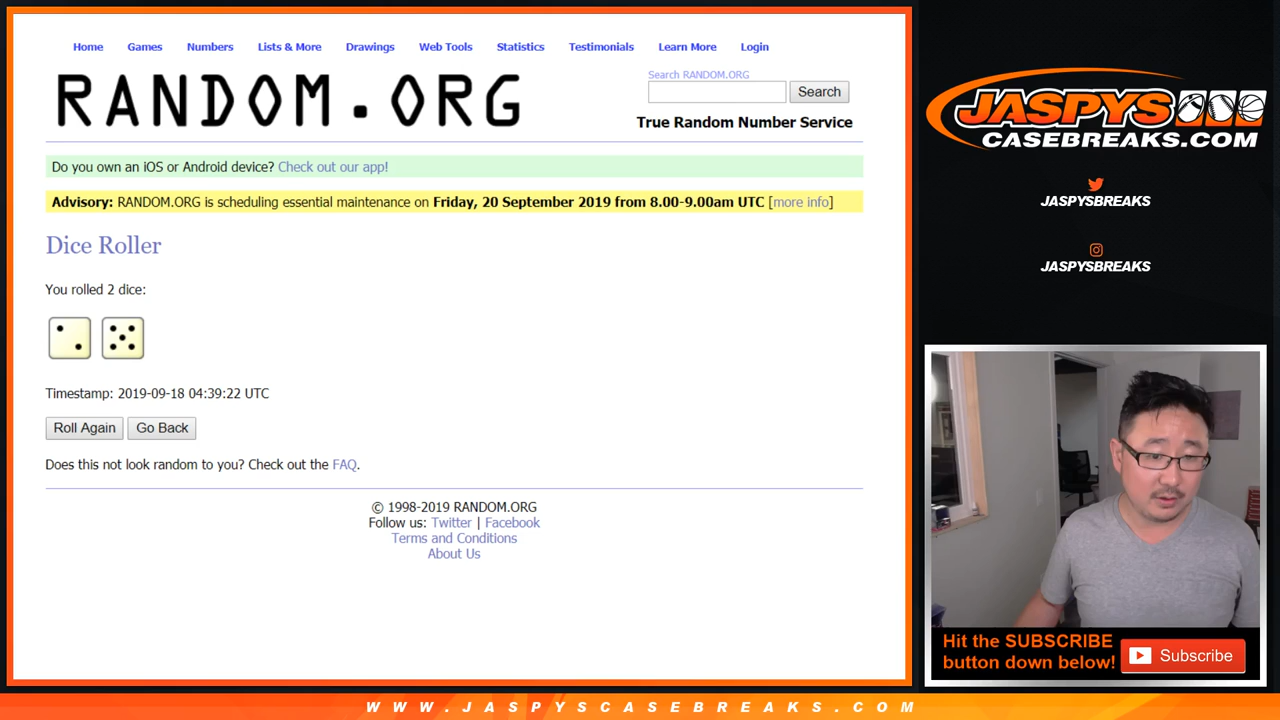 Home Games Numbers Lists & More Drawings Web Tools Statistics Testimonials Learn More Login
RANDOM.ORG
Search RANDOM.ORG
Search
True Random Number Service
Do you own an iOS or Android device? Check out our app!
Advisory: RANDOM.ORG is scheduling essential maintenance on Friday, 20 September 2019 from 8.00-9.00am UTC [more info]
Dice Roller
You rolled 2 dice:
Timestamp: 2019-09-18 04:39:22 UTC
Roll Again Go Back
Does this not look random to you? Check out the FAQ.
© 1998-2019 RANDOM.ORG
Follow us: Twitter | Facebook
Terms and Conditions
About Us
JASPYS
CASEBREAKS.COM
JASPYSBREAKS
JASPYSBREAKS
Hit the SUBSCRIBE
button down below!
Subscribe
WWW.JASPYSCASEBREAKS.COM